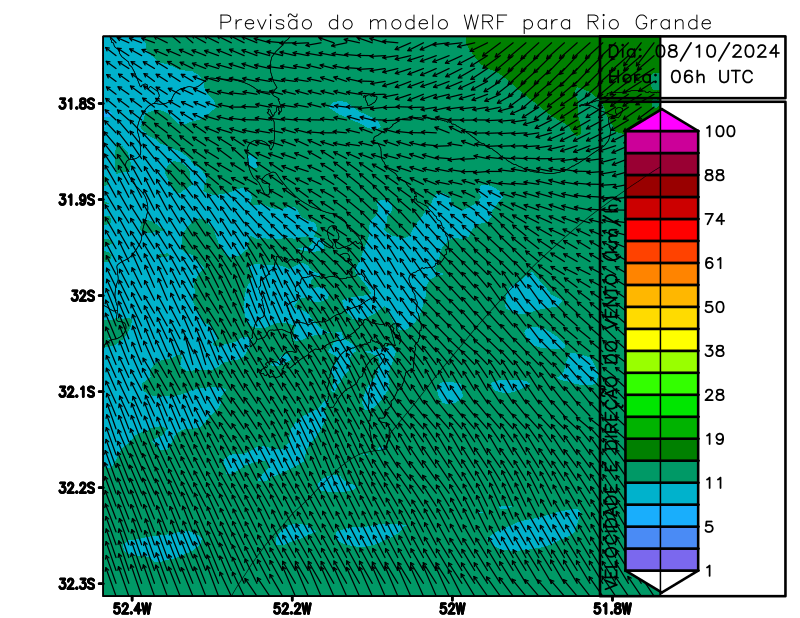 Previsão do modelo WRF para Rio Grande
Dia: 08/10/2024
Hora: 06h UTC
31.8S
31.9S
32S
32.1S
32.2S
32.3S
52.4W
52.2W
52W
51.8W
VELOCIDADE E DIREÇÃO DO VENTO (km/h)
100
88
74
61
50
38
28
19
11
5
1